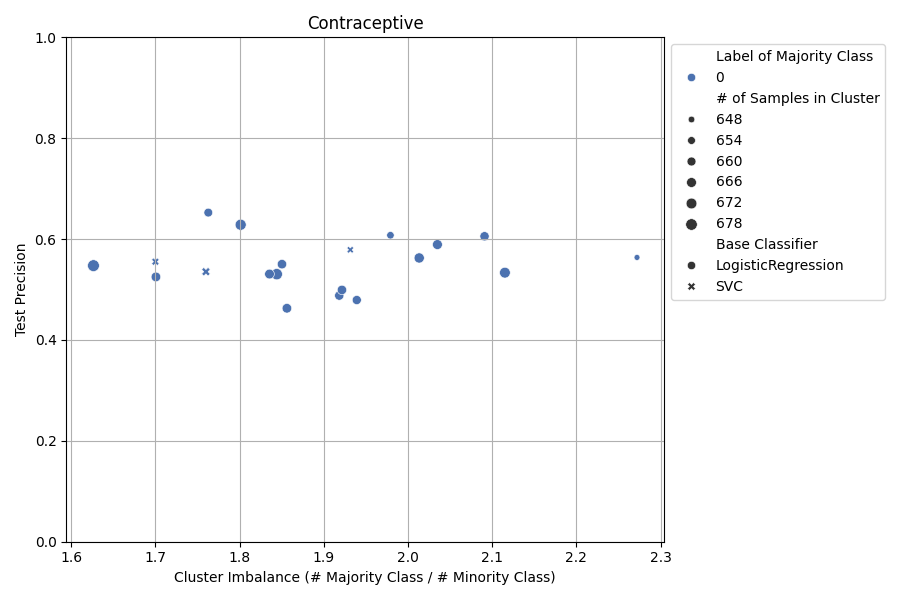 Contraceptive
1.0
0.8
0.6
0.4
0.2
0.0
Test Precision
1.6 1.7 1.8 1.9 2.0 2.1 2.2 2.3
Cluster Imbalance (# Majority Class / # Minority Class)
Label of Majority Class
0
# of Samples in Cluster
648
654
660
666
672
678
Base Classifier
LogisticRegression
SVC